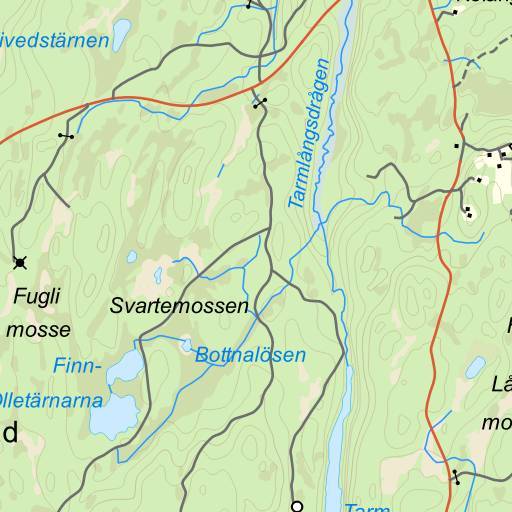 ivedstärnen
Tarmlångsdrågen
Fugli
mosse
Svartemossen
Bottnalösen
Finn-
Olletärnarna
d
Lå
mo
Tarm